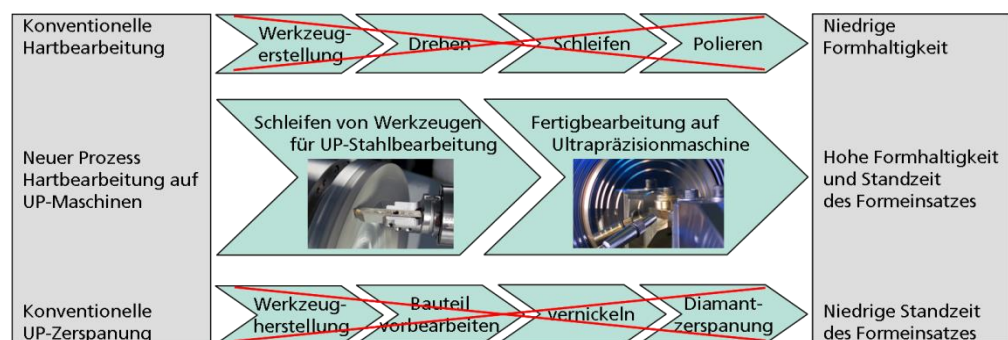 Konventionelle
Hartbearbeitung
Werkzeug-
erstellung
Drehen
Schleifen
Polieren
Niedrige
Formhaltigkeit
Neuer Prozess
Hartbearbeitung auf
UP-Maschinen
Schleifen von Werkzeugen
für UP-Stahlbearbeitung
Fertigbearbeitung auf
Ultrapräzisionmaschine
Hohe Formhaltigkeit
und Standzeit
des Formeinsatzes
Konventionelle
UP-Zerspanung
Werkzeug-
herstellung
Bauteil
vorbearbeiten
vernickeln
Diamant-
zerspanung
Niedrige Standzeit
des Formeinsatzes